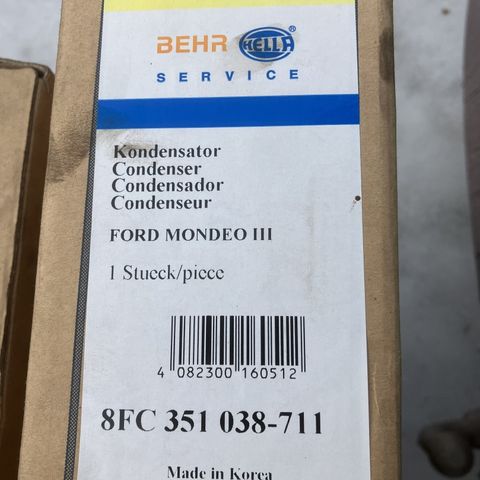 BEHR HELLA
SERVICE
Kondensator
Condenser
Condensador
Condenseur
FORD MONDEO III
1 Stueck/piece
4 082300 160512
8FC 351 038-711
Made in Korea